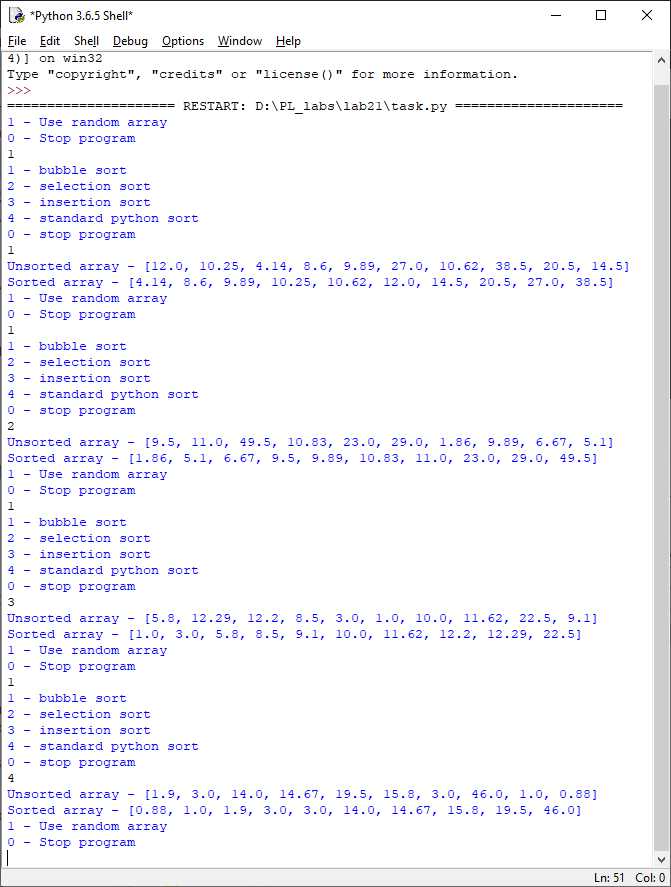 *Python 3.6.5 Shell*
File Edit Shell Debug Options Window Help
4)] on win32
Type "copyright", "credits" or "license()" for more information.
>>>
===================== RESTART: D:\PL_labs\lab21\task.py =====================
1 - Use random array
0 - Stop program
1
1 - bubble sort
2 - selection sort
3 - insertion sort
4 - standard python sort
0 - stop program
1
Unsorted array - [12.0, 10.25, 4.14, 8.6, 9.89, 27.0, 10.62, 38.5, 20.5, 14.5]
Sorted array - [4.14, 8.6, 9.89, 10.25, 10.62, 12.0, 14.5, 20.5, 27.0, 38.5]
1 - Use random array
0 - Stop program
1
1 - bubble sort
2 - selection sort
3 - insertion sort
4 - standard python sort
0 - stop program
2
Unsorted array - [9.5, 11.0, 49.5, 10.83, 23.0, 29.0, 1.86, 9.89, 6.67, 5.1]
Sorted array - [1.86, 5.1, 6.67, 9.5, 9.89, 10.83, 11.0, 23.0, 29.0, 49.5]
1 - Use random array
0 - Stop program
1
1 - bubble sort
2 - selection sort
3 - insertion sort
4 - standard python sort
0 - stop program
3
Unsorted array - [5.8, 12.29, 12.2, 8.5, 3.0, 1.0, 10.0, 11.62, 22.5, 9.1]
Sorted array - [1.0, 3.0, 5.8, 8.5, 9.1, 10.0, 11.62, 12.2, 12.29, 22.5]
1 - Use random array
0 - Stop program
1
1 - bubble sort
2 - selection sort
3 - insertion sort
4 - standard python sort
0 - stop program
4
Unsorted array - [1.9, 3.0, 14.0, 14.67, 19.5, 15.8, 3.0, 46.0, 1.0, 0.88]
Sorted array - [0.88, 1.0, 1.9, 3.0, 3.0, 14.0, 14.67, 15.8, 19.5, 46.0]
1 - Use random array
0 - Stop program
Ln: 51 Col: 0